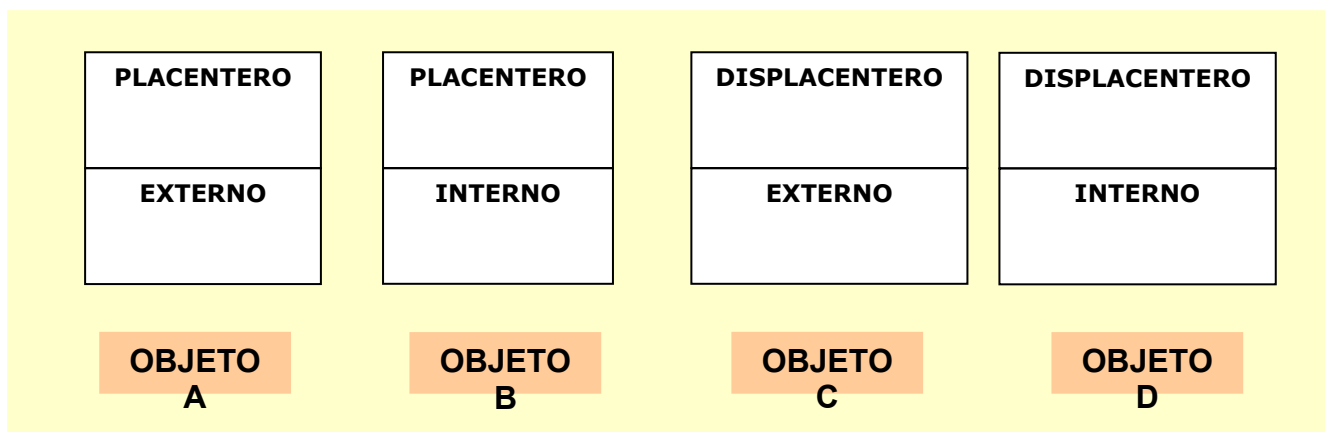 PLACENTERO
EXTERNO
PLACENTERO
INTERNO
DISPLACENTERO
EXTERNO
DISPLACENTERO
INTERNO
OBJETO
A
OBJETO
B
OBJETO
C
OBJETO
D